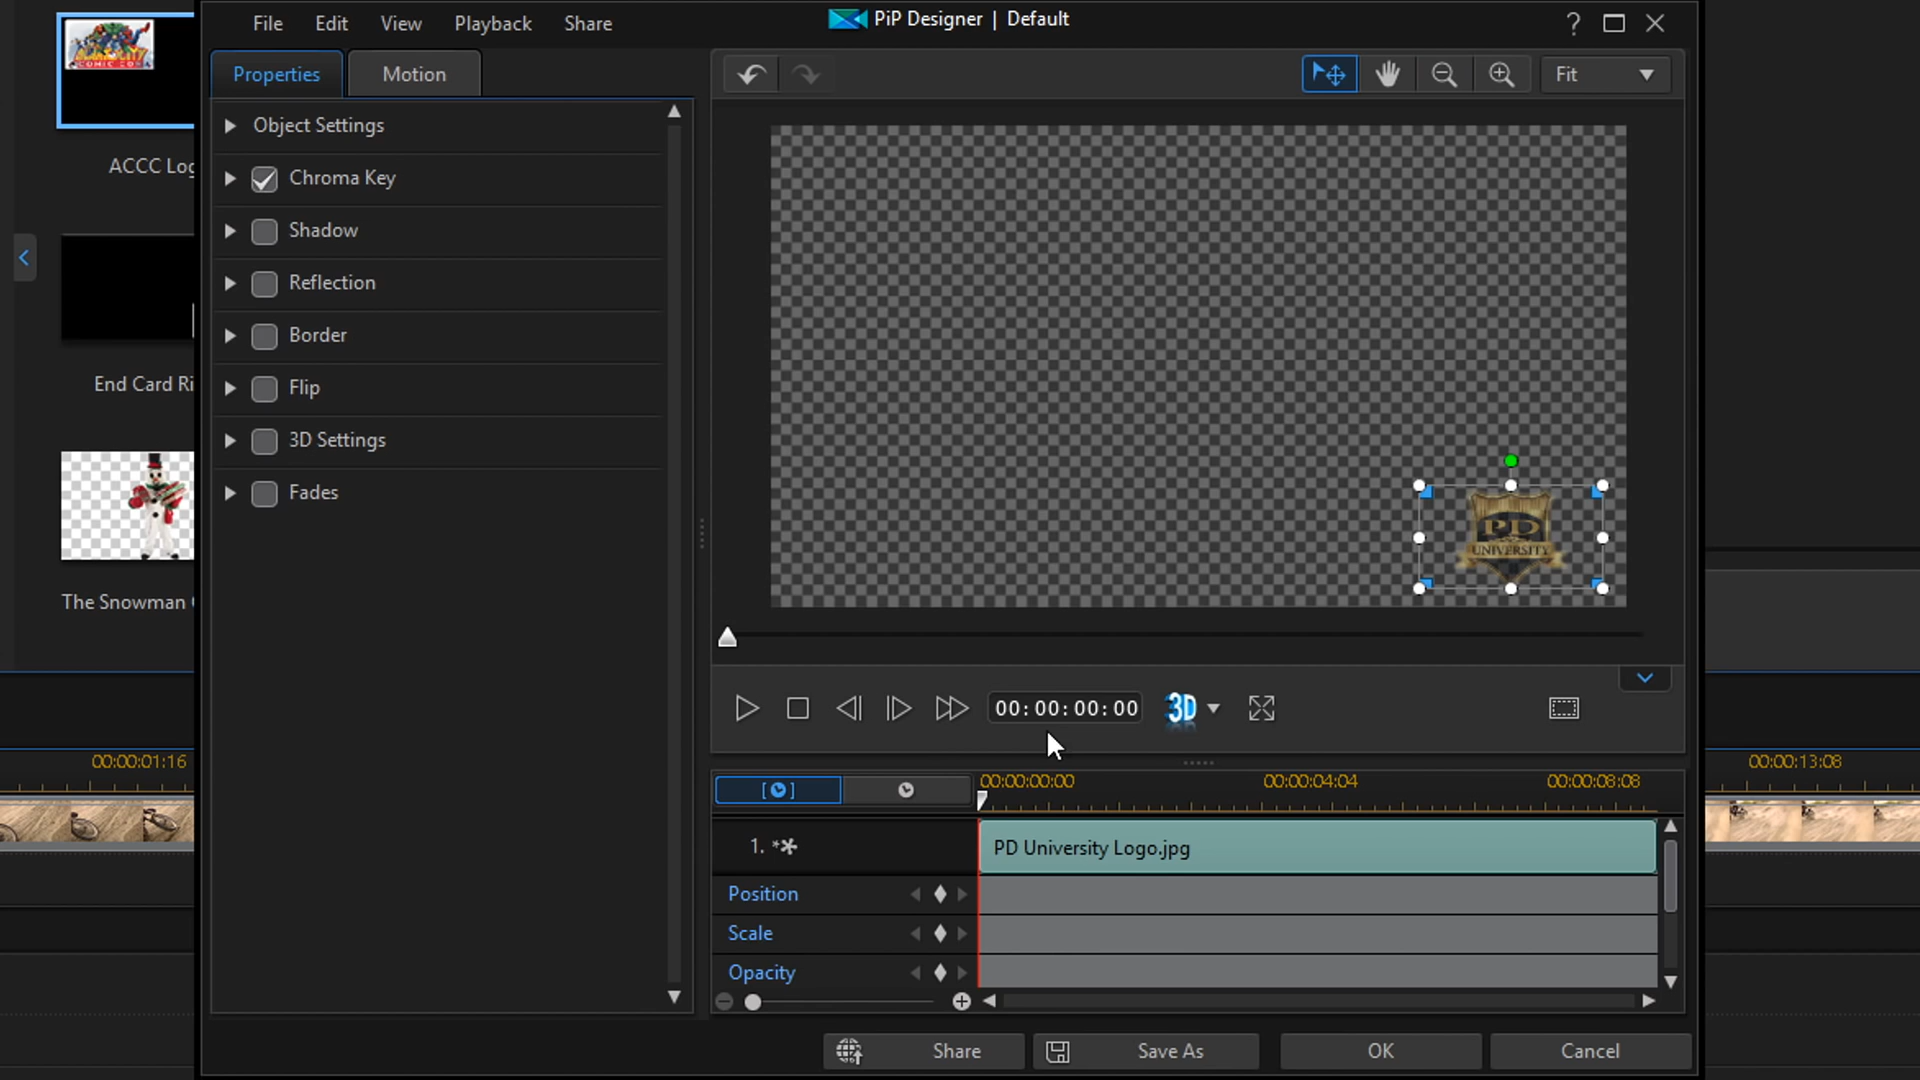 File Edit View Playback Share
PiP Designer | Default
?
Properties Motion
Fit
Object Settings
Chroma Key
Shadow
Reflection
Border
Flip
3D Settings
Fades
COMIC CON
ACCC Log
End Card Ri
The Snowman
PD
UNIVERSITY
00:00:00:00
3D
00:00:01:16
00:00:00:00 00:00:04:04 00:00:08:08
00:00:13:08
1. **
PD University Logo.jpg
Position
Scale
Opacity
Share Save As OK Cancel